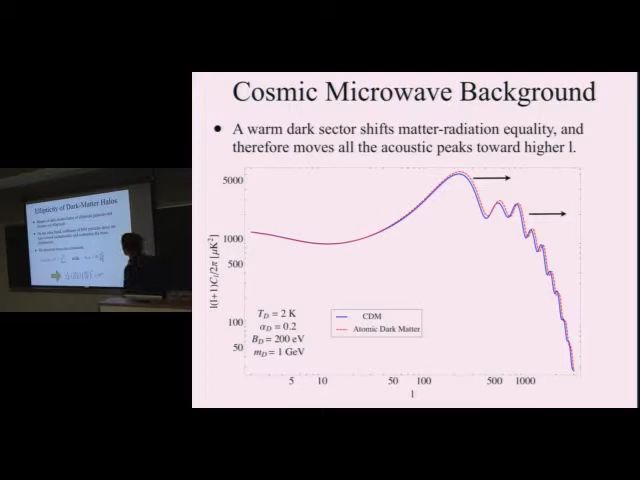 Cosmic Microwave Background
● A warm dark sector shifts matter-radiation equality, and
therefore moves all the acoustic peaks toward higher l.
5000
1000
500
100
50
l(l+1)C_l/2π [μK²]
T_D = 2 K
α_D = 0.2
B_D = 200 eV
m_D = 1 GeV
CDM
Atomic Dark Matter
5 10 50 100 500 1000
l
Ellipticity of Dark-Matter Halos